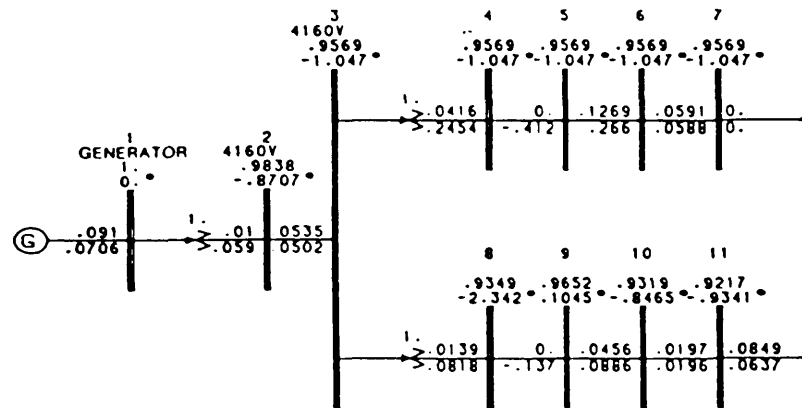 3 4 5 6 7
4160V
.9569 .9569 .9569 .9569 .9569
-1.047° -1.047° -1.047° -1.047° -1.047°
1. .0416 0. .1269 .0591 0.
.2454 -.412 .266 .0588 0.
1 2
GENERATOR 4160V
1. .9838
0.° -.8707°
1.
G .091 .01 .0535
.0706 .059 .0502
8 9 10 11
.9349 .9652 .9319 .9217
-2.342° .1045° -.8465° -.9341°
1. .0139 0. .0456 .0197 .0849
.0818 -.137 .0886 .0196 .0637